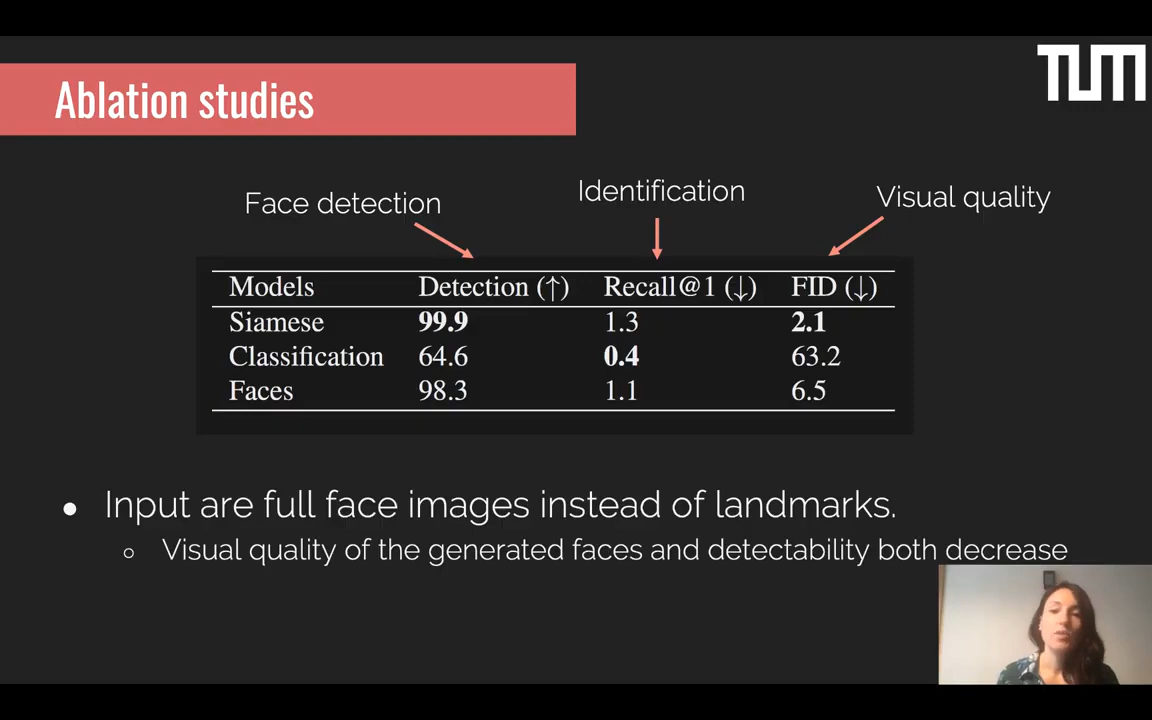 TUM
Ablation studies
Face detection
Identification
Visual quality
Models Detection (↑) Recall@1 (↓) FID (↓)
Siamese 99.9 1.3 2.1
Classification 64.6 0.4 63.2
Faces 98.3 1.1 6.5
● Input are full face images instead of landmarks.
○ Visual quality of the generated faces and detectability both decrease